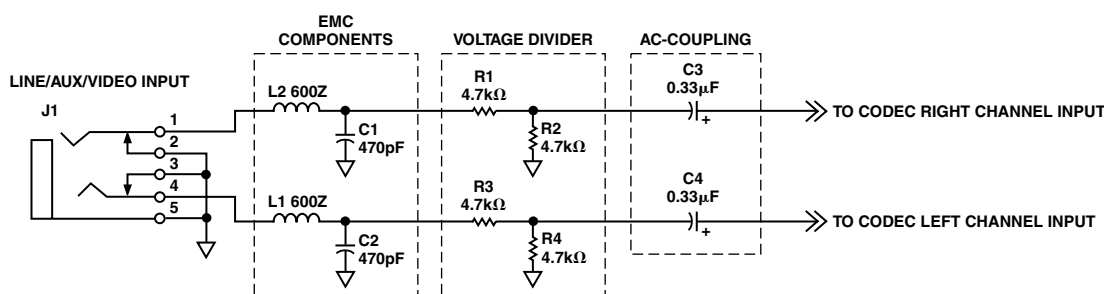 EMC
COMPONENTS
VOLTAGE DIVIDER
AC-COUPLING
LINE/AUX/VIDEO INPUT
J1
1
2
3
4
5
L2 600Z
C1
470pF
R1
4.7kΩ
R2
4.7kΩ
C3
0.33μF
+
TO CODEC RIGHT CHANNEL INPUT
L1 600Z
C2
470pF
R3
4.7kΩ
R4
4.7kΩ
C4
0.33μF
+
TO CODEC LEFT CHANNEL INPUT